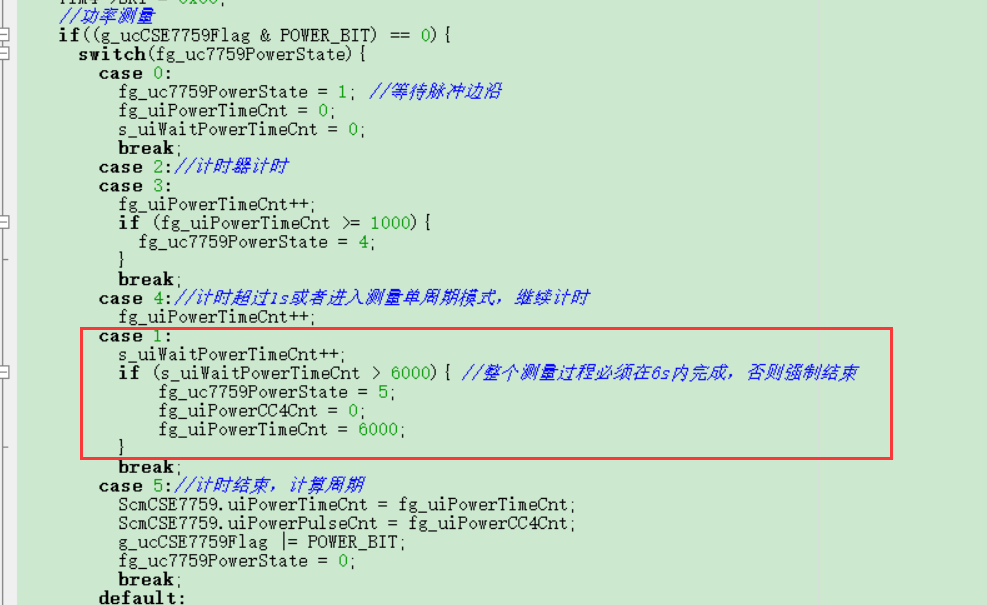 //功率测量
if((g_ucCSE7759Flag & POWER_BIT) == 0){
switch(fg_uc7759PowerState){
case 0:
fg_uc7759PowerState = 1; //等待脉冲边沿
fg_uiPowerTimeCnt = 0;
s_uiWaitPowerTimeCnt = 0;
break;
case 2://计时器计时
case 3:
fg_uiPowerTimeCnt++;
if (fg_uiPowerTimeCnt >= 1000){
fg_uc7759PowerState = 4;
}
break;
case 4://计时超过1s或者进入测量单周期模式，继续计时
fg_uiPowerTimeCnt++;
case 1:
s_uiWaitPowerTimeCnt++;
if (s_uiWaitPowerTimeCnt > 6000){ //整个测量过程必须在6s内完成，否则强制结束
fg_uc7759PowerState = 5;
fg_uiPowerCC4Cnt = 0;
fg_uiPowerTimeCnt = 6000;
}
break;
case 5://计时结束，计算周期
ScmCSE7759.uiPowerTimeCnt = fg_uiPowerTimeCnt;
ScmCSE7759.uiPowerPulseCnt = fg_uiPowerCC4Cnt;
g_ucCSE7759Flag |= POWER_BIT;
fg_uc7759PowerState = 0;
break;
default: